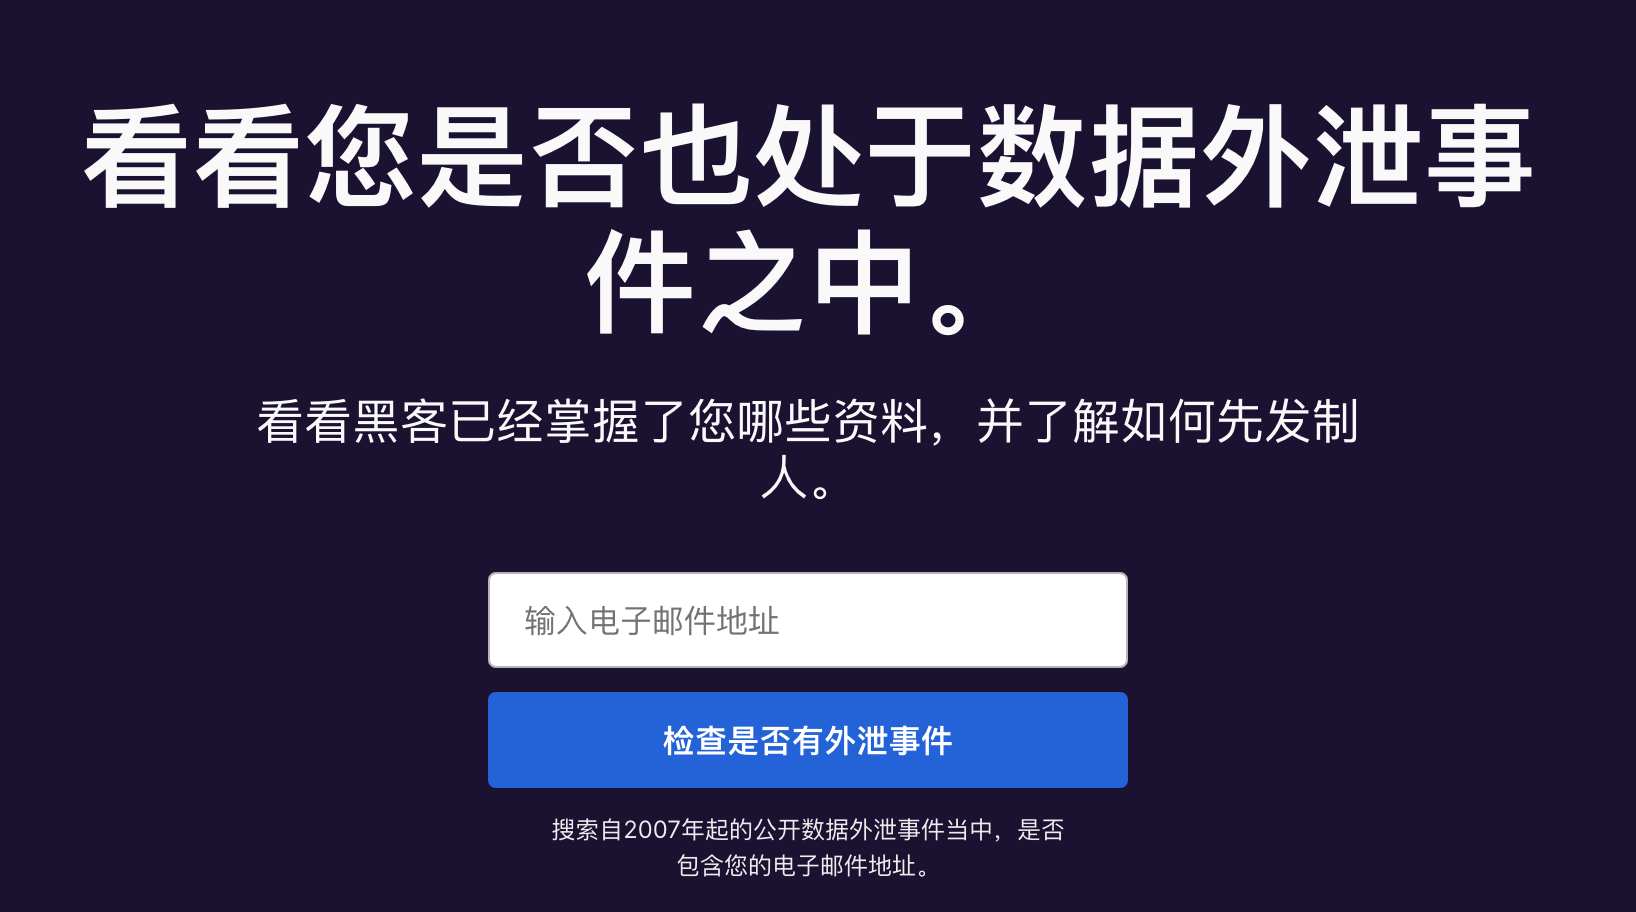 看看您是否也处于数据外泄事
件之中。
看看黑客已经掌握了您哪些资料，并了解如何先发制
人。
输入电子邮件地址
检查是否有外泄事件
搜索自2007年起的公开数据外泄事件当中，是否
包含您的电子邮件地址。